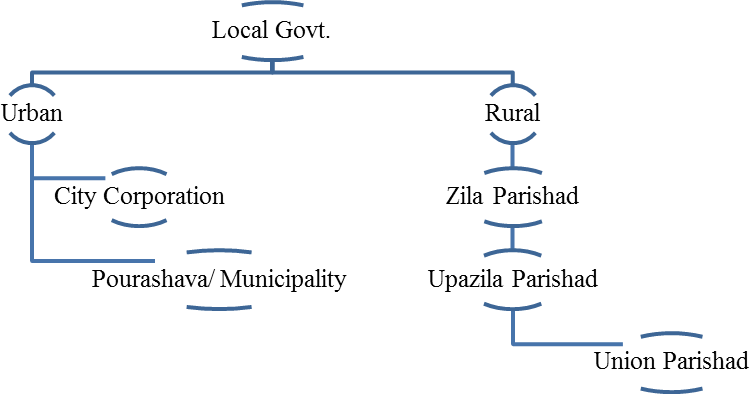 Local Govt.
Urban
Rural
City Corporation
Zila Parishad
Pourashava/ Municipality
Upazila Parishad
Union Parishad